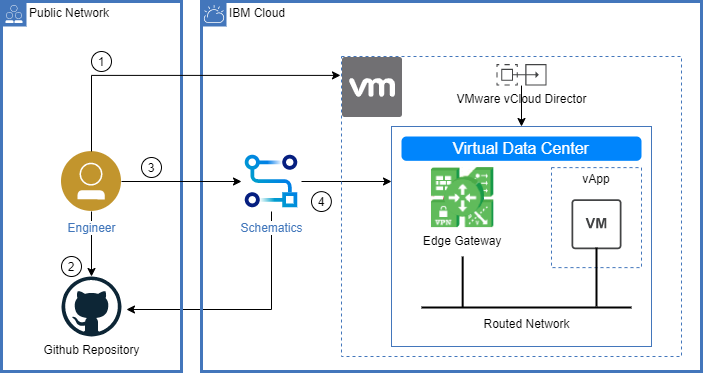 Public Network
IBM Cloud
1
vm
VMware vCloud Director
Virtual Data Center
3
4
vApp
VPN
VM
Engineer
Schematics
Edge Gateway
2
Routed Network
Github Repository